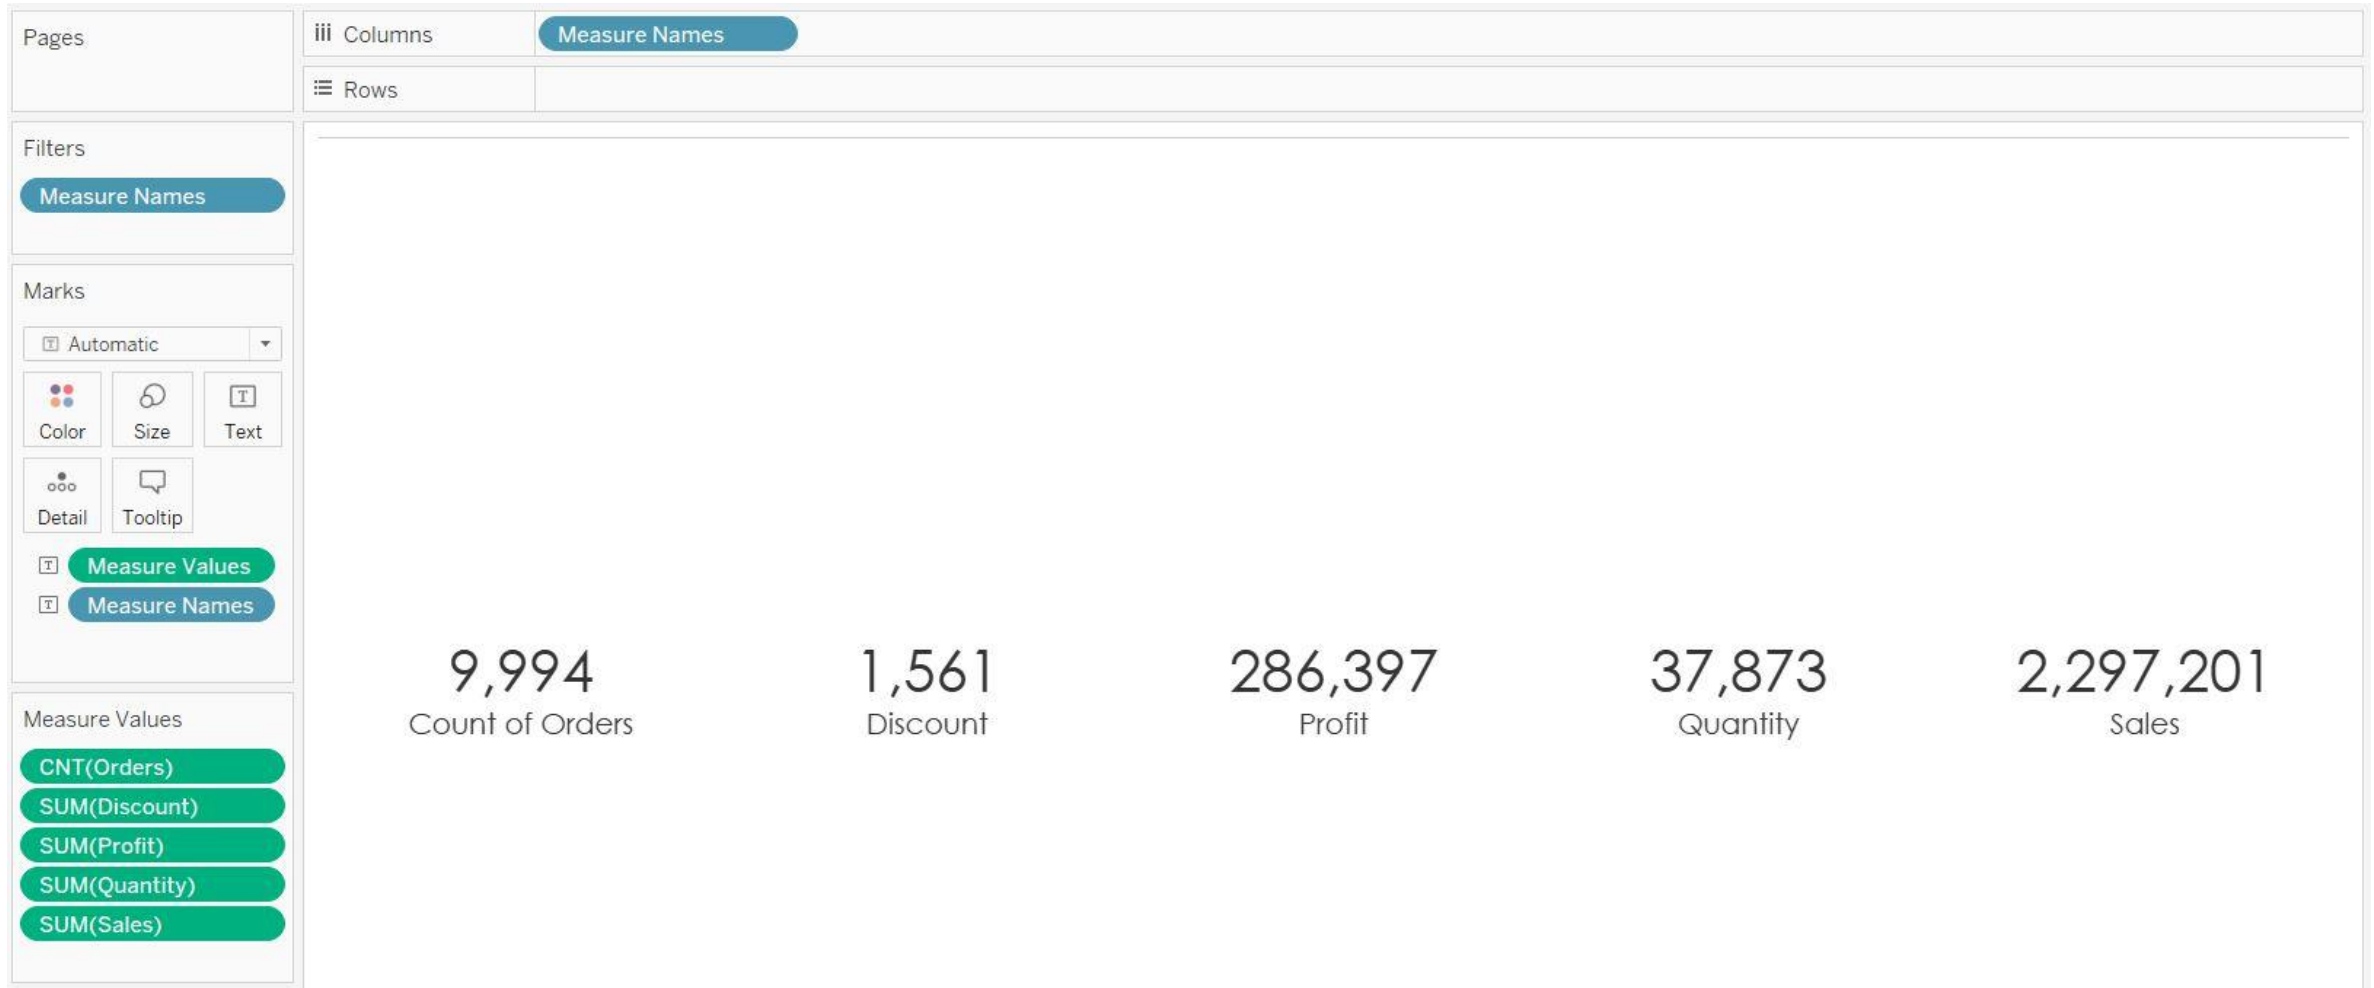 Pages
Columns
Measure Names
Rows
Filters
Measure Names
Marks
T Automatic
T
Color
Size
Text
Detail
Tooltip
T Measure Values
T Measure Names
Measure Values
CNT(Orders)
SUM(Discount)
SUM(Profit)
SUM(Quantity)
SUM(Sales)
9,994
Count of Orders
1,561
Discount
286,397
Profit
37,873
Quantity
2,297,201
Sales